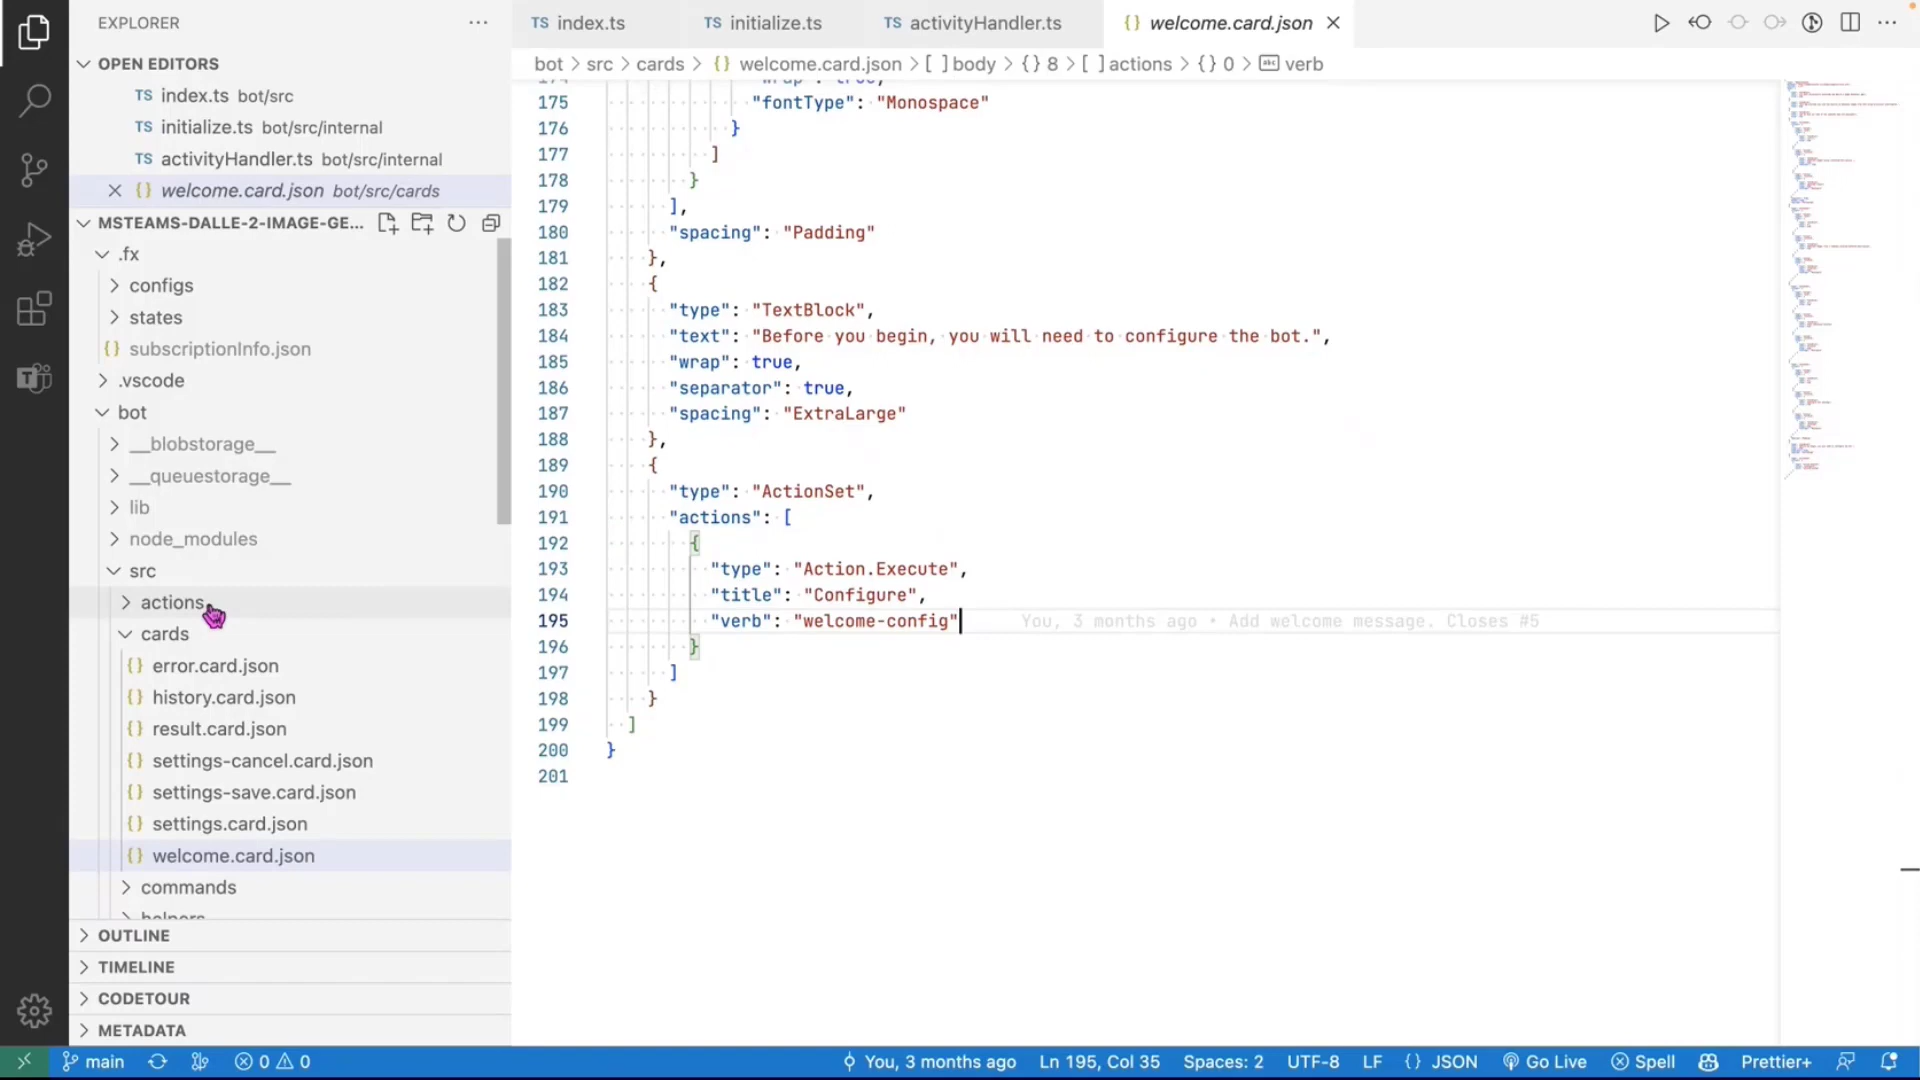 EXPLORER
OPEN EDITORS
TS index.ts bot/src
TS initialize.ts bot/src/internal
TS activityHandler.ts bot/src/internal
{} welcome.card.json bot/src/cards
MSTEAMS-DALLE-2-IMAGE-GE...
.fx
configs
states
{} subscriptionInfo.json
.vscode
bot
__blobstorage__
__queuestorage__
lib
node_modules
src
actions
cards
{} error.card.json
{} history.card.json
{} result.card.json
{} settings-cancel.card.json
{} settings-save.card.json
{} settings.card.json
{} welcome.card.json
commands
helpers
OUTLINE
TIMELINE
CODETOUR
METADATA
TS index.ts TS initialize.ts TS activityHandler.ts {} welcome.card.json
bot > src > cards > {} welcome.card.json > [ ] body > {} 8 > [ ] actions > {} 0 > abc verb
174 "wrap": true,
175 "fontType": "Monospace"
176 }
177 ]
178 }
179 ],
180 "spacing": "Padding"
181 },
182 {
183 "type": "TextBlock",
184 "text": "Before you begin, you will need to configure the bot.",
185 "wrap": true,
186 "separator": true,
187 "spacing": "ExtraLarge"
188 },
189 {
190 "type": "ActionSet",
191 "actions": [
192 {
193 "type": "Action.Execute",
194 "title": "Configure",
195 "verb": "welcome-config" You, 3 months ago • Add welcome message. Closes #5
196 }
197 ]
198 }
199 ]
200 }
201
main 0 0 You, 3 months ago Ln 195, Col 35 Spaces: 2 UTF-8 LF {} JSON Go Live Spell Prettier+